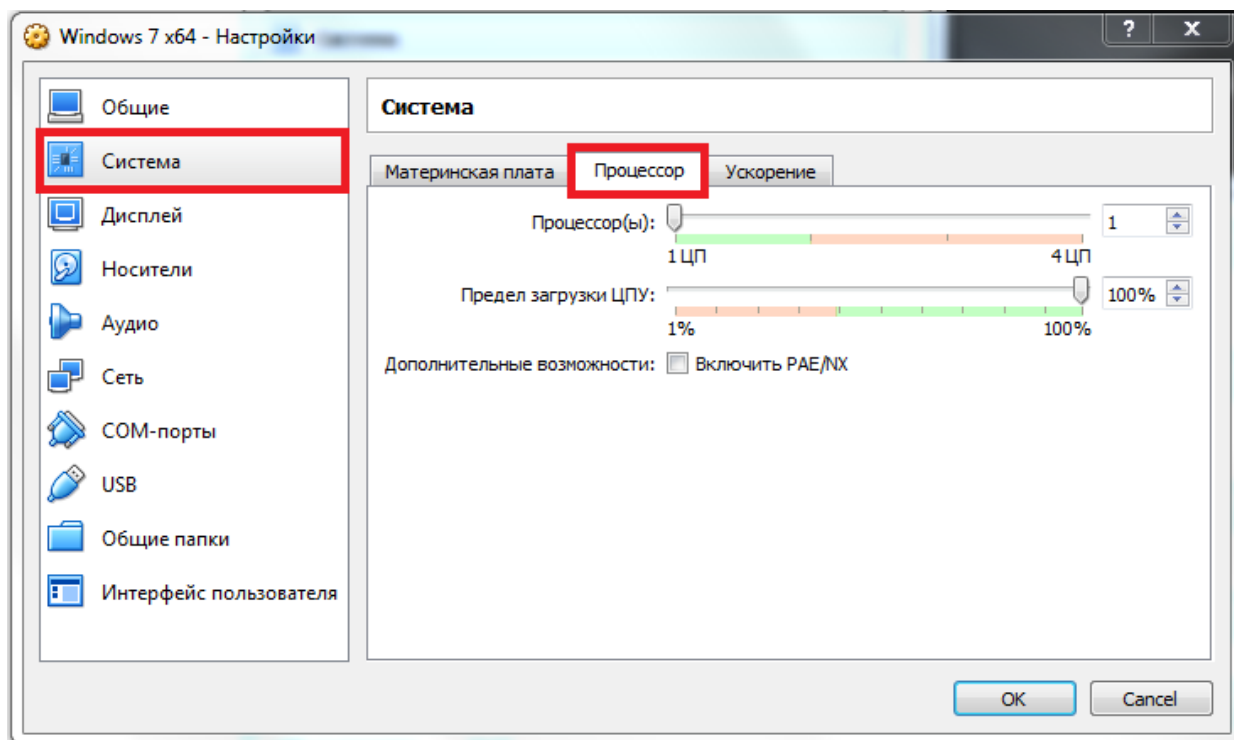 Windows 7 x64 - Настройки
Общие
Система
Дисплей
Носители
Аудио
Сеть
COM-порты
USB
Общие папки
Интерфейс пользователя
Система
Материнская плата Процессор Ускорение
Процессор(ы): 1
1 ЦП 4 ЦП
Предел загрузки ЦПУ: 100%
1% 100%
Дополнительные возможности: Включить PAE/NX
OK Cancel